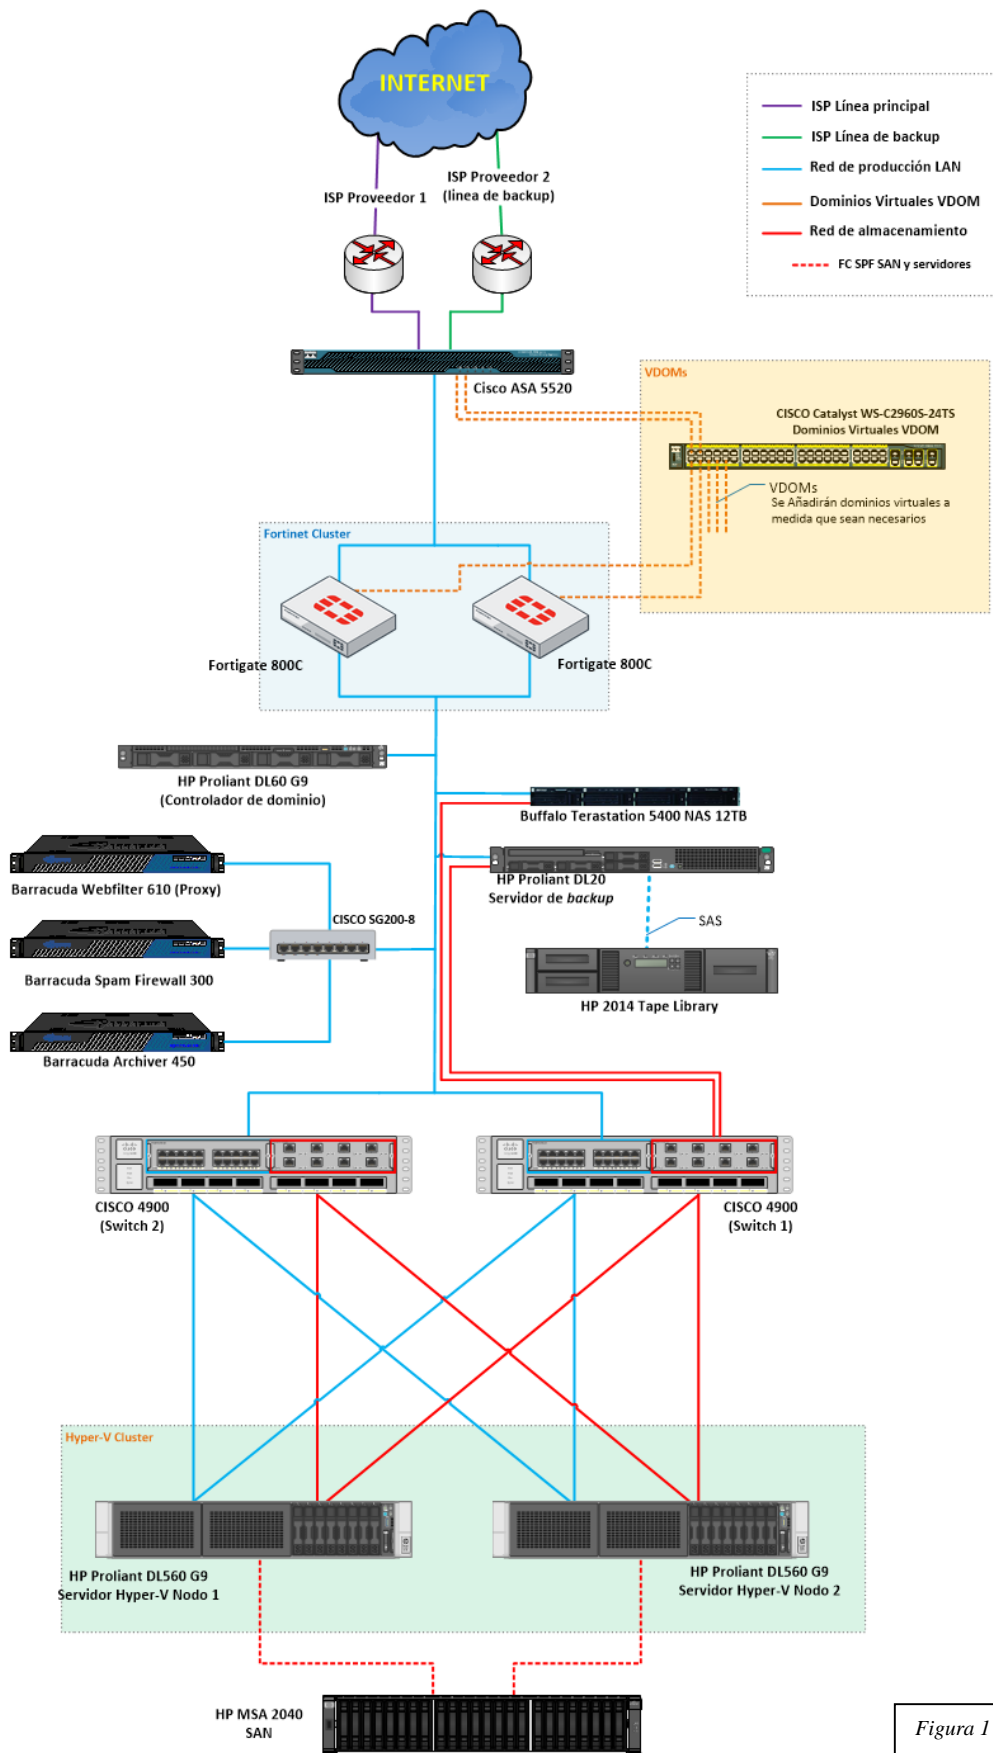 INTERNET
ISP Línea principal
ISP Línea de backup
Red de producción LAN
Dominios Virtuales VDOM
Red de almacenamiento
FC SPF SAN y servidores
ISP Proveedor 1
ISP Proveedor 2
(linea de backup)
Cisco ASA 5520
VDOMs
CISCO Catalyst WS-C2960S-24TS
Dominios Virtuales VDOM
VDOMs
Se Añadirán dominios virtuales a
medida que sean necesarios
Fortinet Cluster
Fortigate 800C
Fortigate 800C
HP Proliant DL60 G9
(Controlador de dominio)
Buffalo Terastation 5400 NAS 12TB
HP Proliant DL20
Servidor de backup
Barracuda Webfilter 610 (Proxy)
CISCO SG200-8
SAS
Barracuda Spam Firewall 300
HP 2014 Tape Library
Barracuda Archiver 450
CISCO 4900
(Switch 2)
CISCO 4900
(Switch 1)
Hyper-V Cluster
HP Proliant DL560 G9
Servidor Hyper-V Nodo 1
HP Proliant DL560 G9
Servidor Hyper-V Nodo 2
HP MSA 2040
SAN
Figura 1